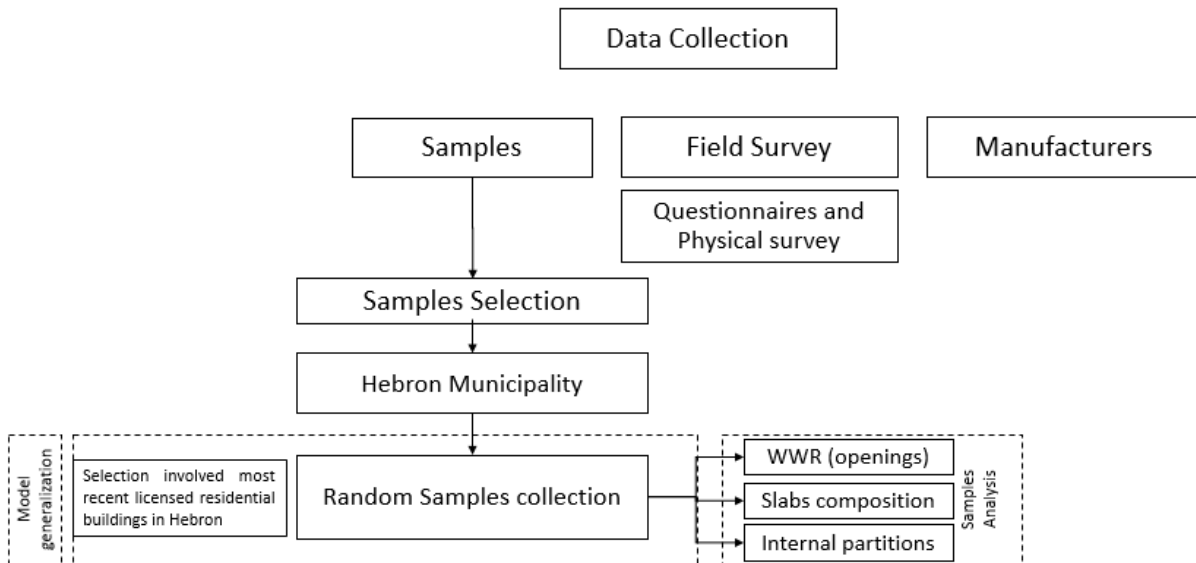 Data Collection
Samples
Field Survey
Manufacturers
Questionnaires and
Physical survey
Samples Selection
Hebron Municipality
Model
generalization
Selection involved most
recent licensed residential
buildings in Hebron
Random Samples collection
WWR (openings)
Slabs composition
Internal partitions
Samples
Analysis